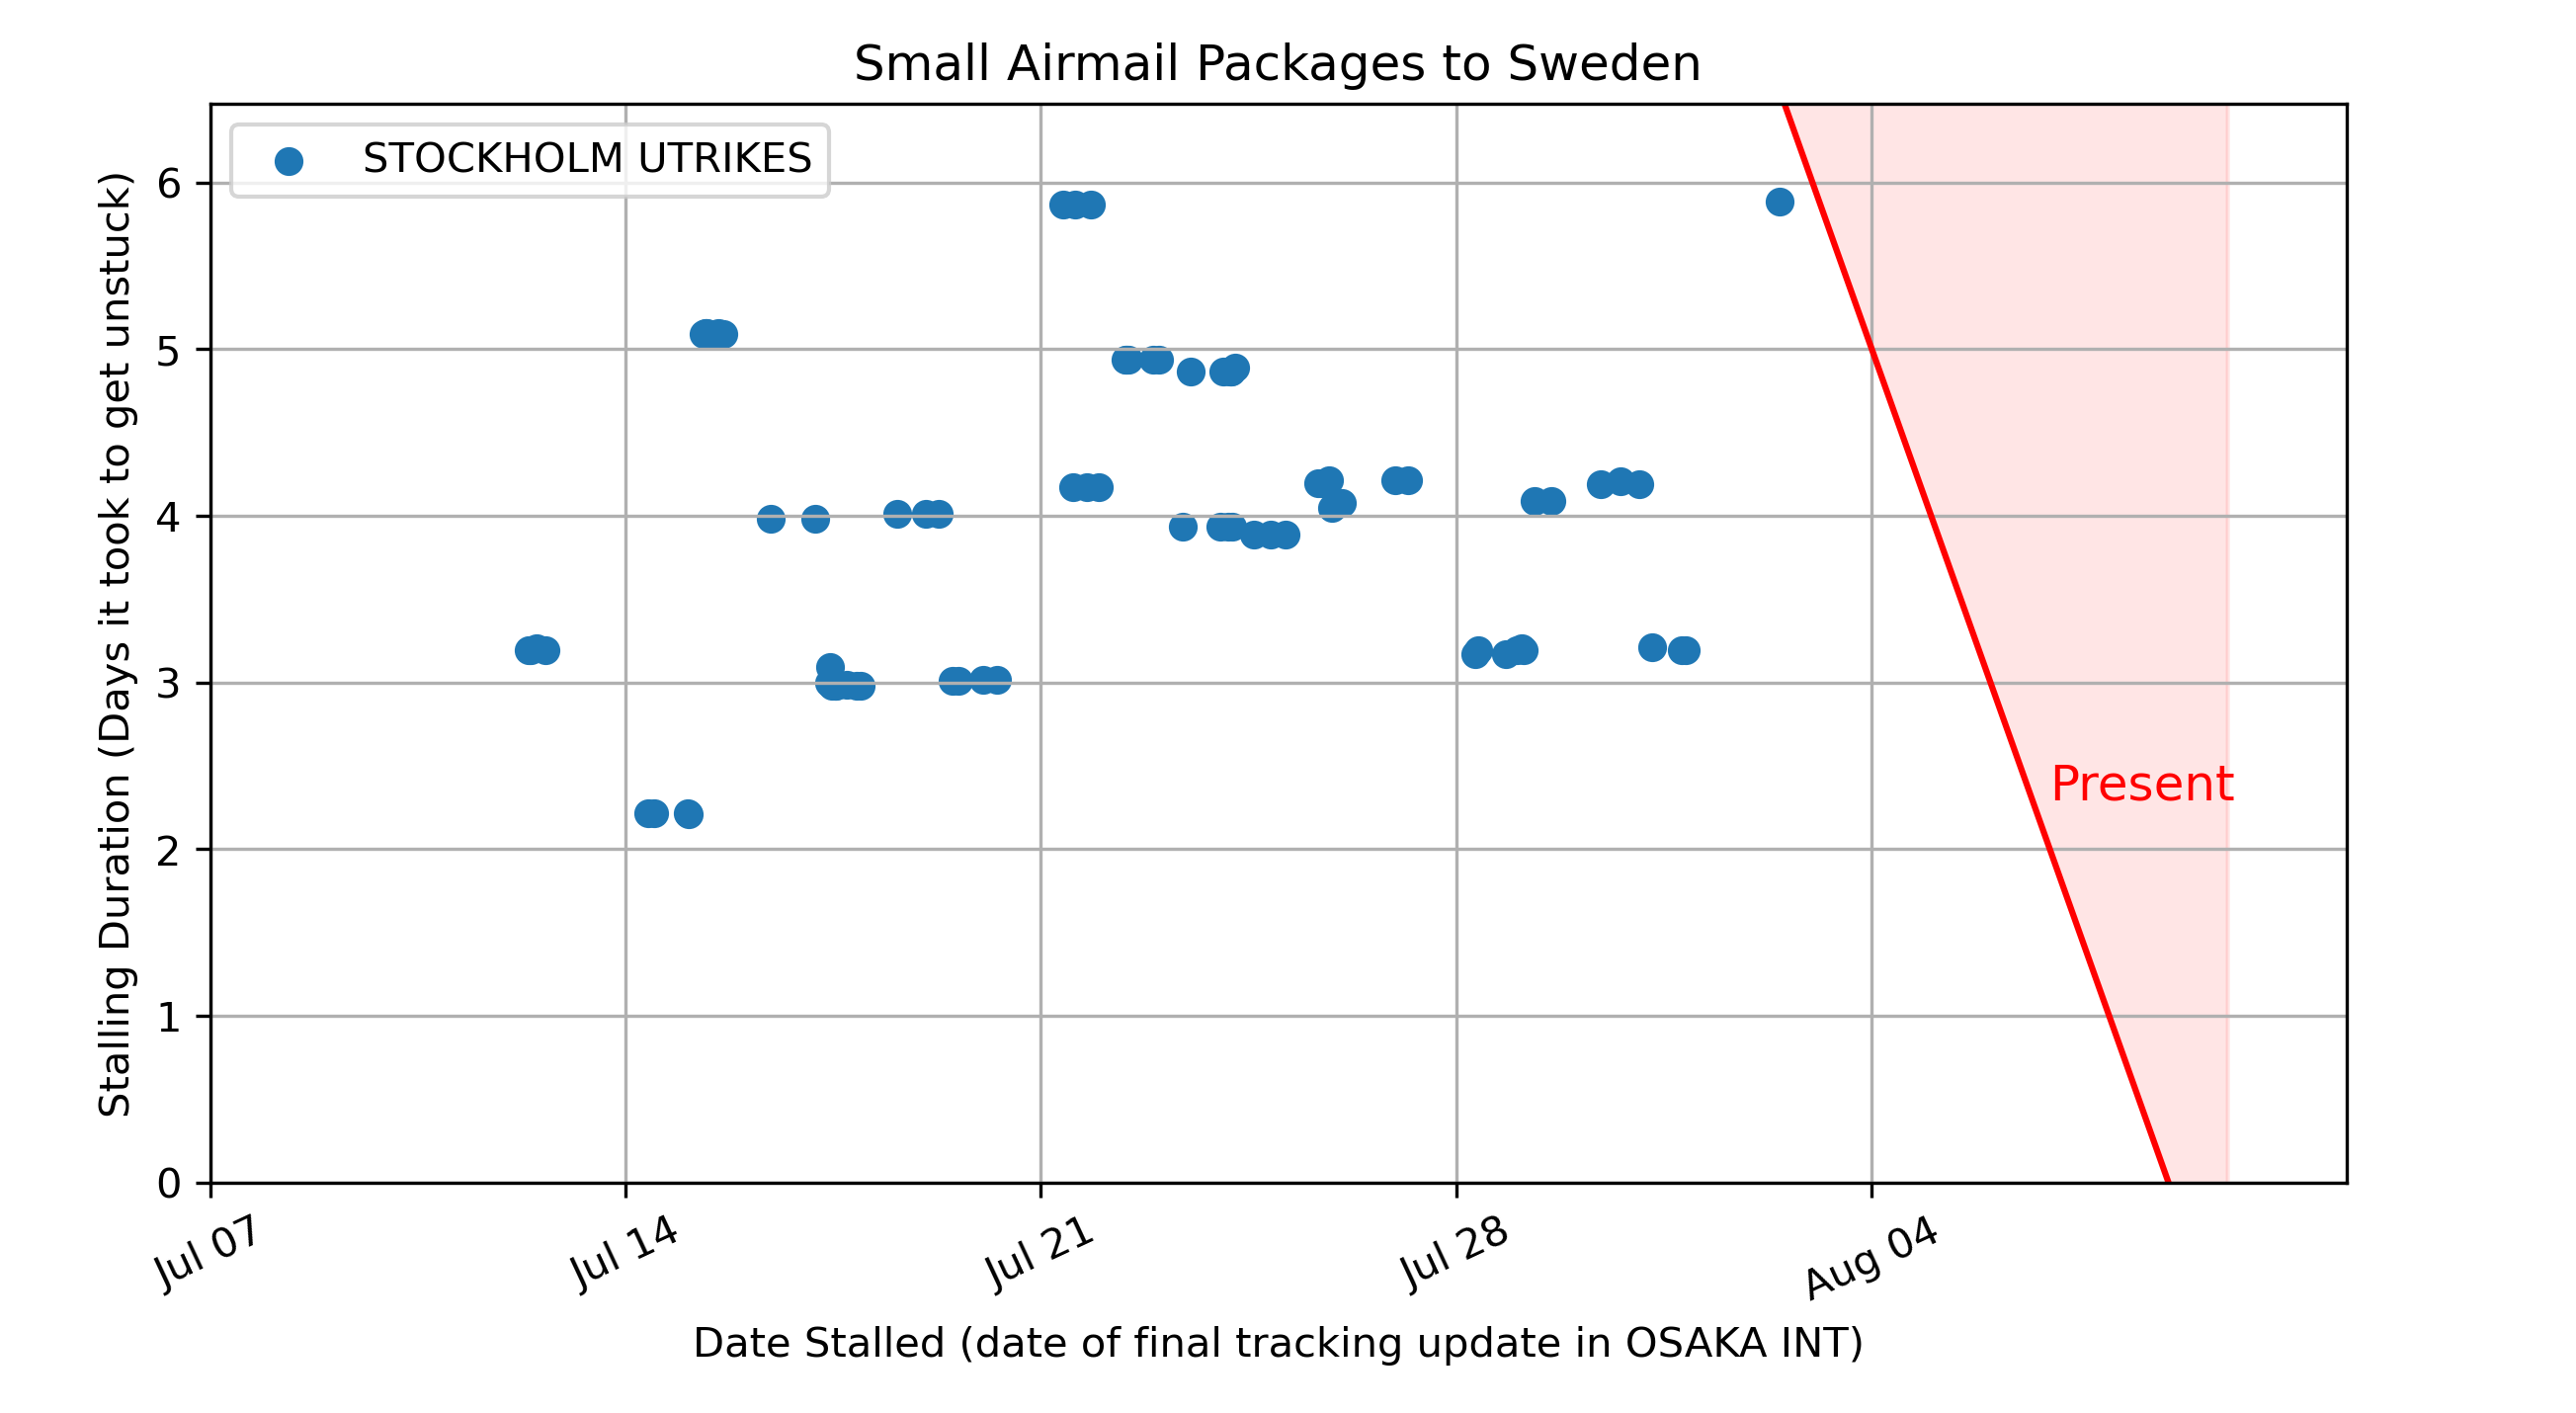 Small Airmail Packages to Sweden
STOCKHOLM UTRIKES
Stalling Duration (Days it took to get unstuck)
6
5
4
3
2
1
0
Present
Jul 07
Jul 14
Jul 21
Jul 28
Aug 04
Date Stalled (date of final tracking update in OSAKA INT)